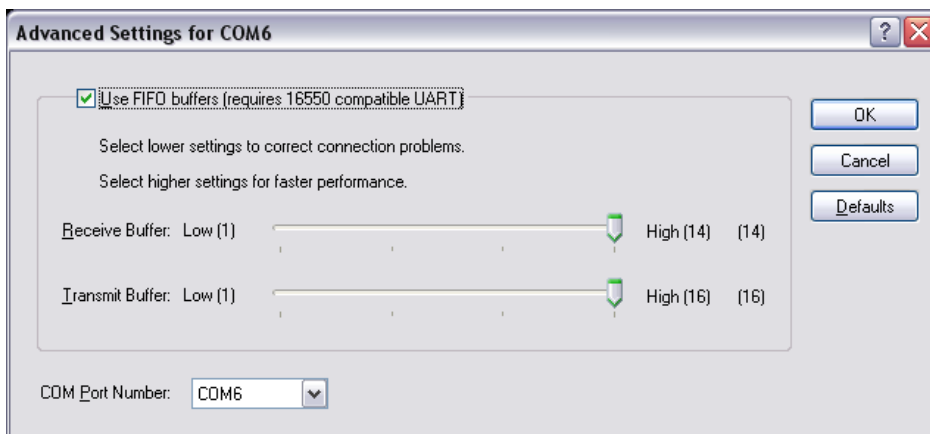 Advanced Settings for COM6
Use FIFO buffers (requires 16550 compatible UART)
OK
Select lower settings to correct connection problems.
Cancel
Select higher settings for faster performance.
Defaults
Receive Buffer: Low (1) High (14) (14)
Transmit Buffer: Low (1) High (16) (16)
COM Port Number: COM6